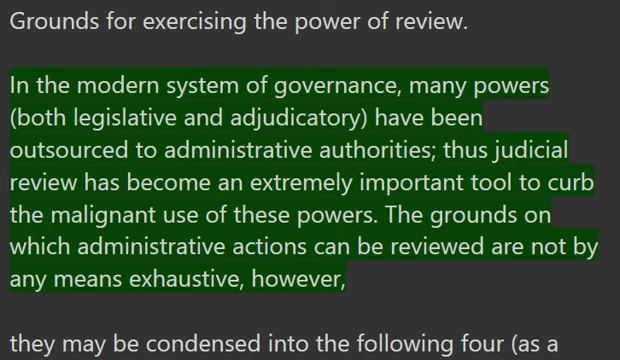 Grounds for exercising the power of review.
In the modern system of governance, many powers
(both legislative and adjudicatory) have been
outsourced to administrative authorities; thus judicial
review has become an extremely important tool to curb
the malignant use of these powers. The grounds on
which administrative actions can be reviewed are not by
any means exhaustive, however,
they may be condensed into the following four (as a